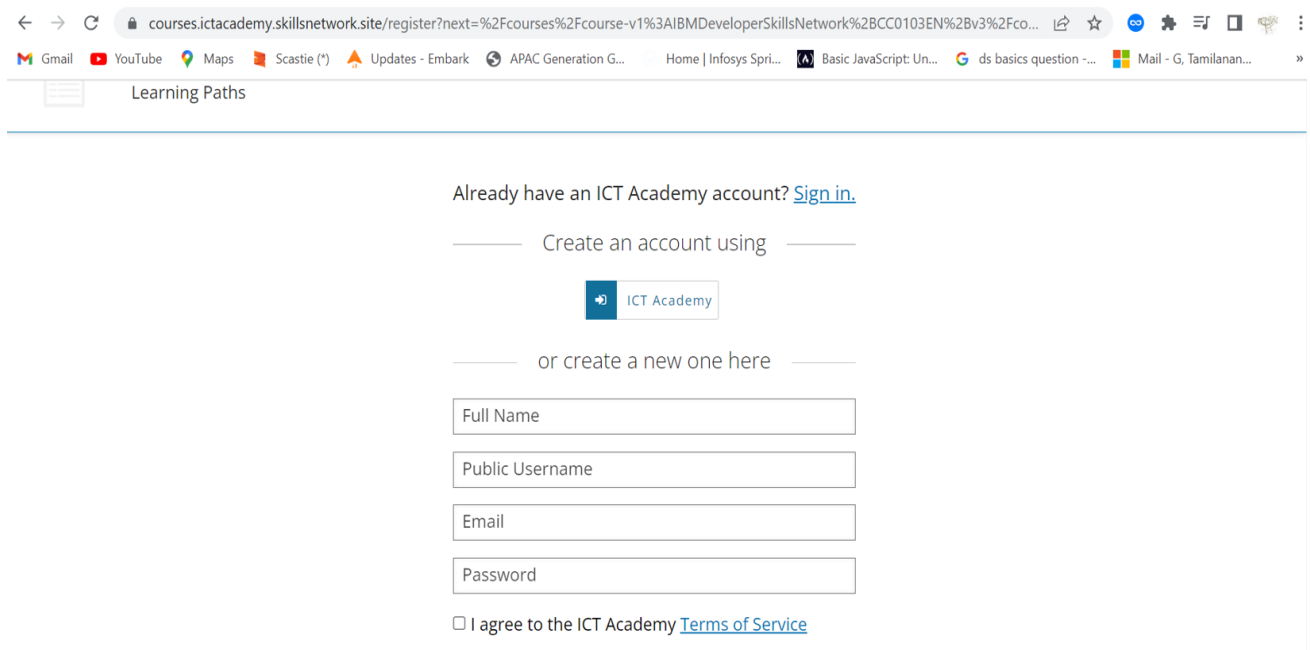 courses.ictacademy.skillsnetwork.site/register?next=%2Fcourses%2Fcourse-v1%3AIBMDeveloperSkillsNetwork%2BCC0103EN%2Bv3%2Fco...
Gmail YouTube Maps Scastie (*) Updates - Embark APAC Generation G... Home | Infosys Spri... Basic JavaScript: Un... ds basics question -... Mail - G, Tamilanan... »
Learning Paths
Already have an ICT Academy account? Sign in.
Create an account using
ICT Academy
or create a new one here
Full Name
Public Username
Email
Password
I agree to the ICT Academy Terms of Service